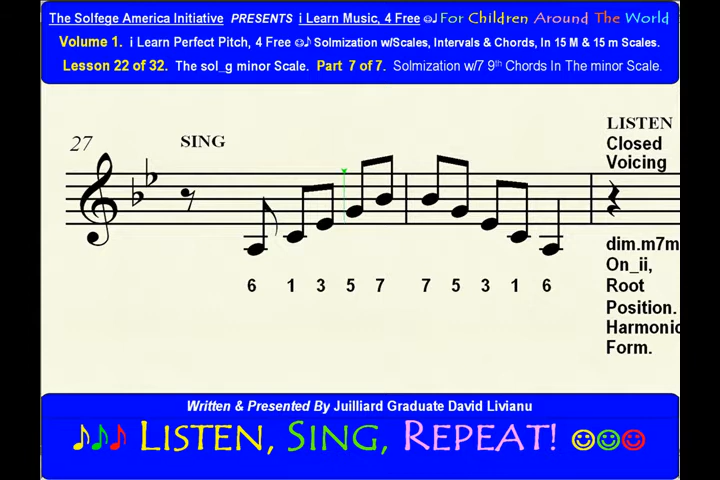 The Solfege America Initiative PRESENTS i Learn Music, 4 Free ☺♪ For Children Around The World
Volume 1. i Learn Perfect Pitch, 4 Free ☺♪ Solmization w/Scales, Intervals & Chords, In 15 M & 15 m Scales.
Lesson 22 of 32. The sol_g minor Scale. Part 7 of 7. Solmization w/7 9th Chords In The minor Scale.
27
SING
LISTEN
Closed
Voicing
dim.m7m
On_ii,
Root
Position.
Harmonic
Form.
6 1 3 5 7 7 5 3 1 6
Written & Presented By Juilliard Graduate David Livianu
♪♪♪ LISTEN, SING, REPEAT! ☺☺☺